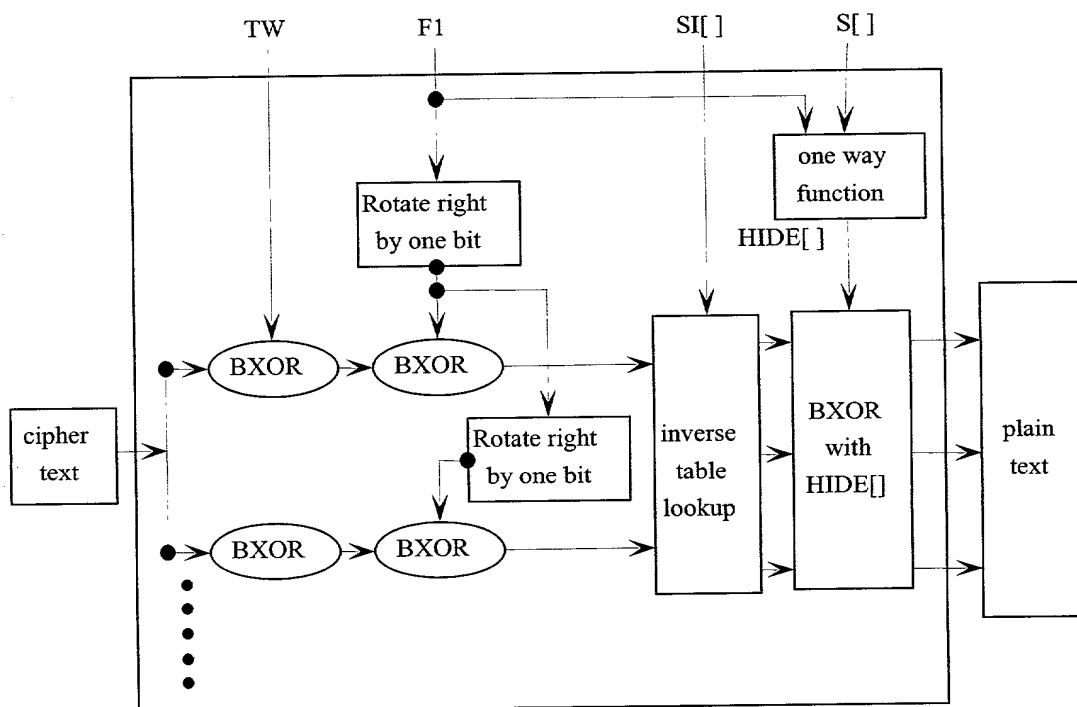 TW
F1
SI[ ]
S[ ]
one way
function
Rotate right
by one bit
HIDE[ ]
BXOR
BXOR
cipher
text
Rotate right
by one bit
inverse
table
lookup
BXOR
with
HIDE[]
plain
text
BXOR
BXOR